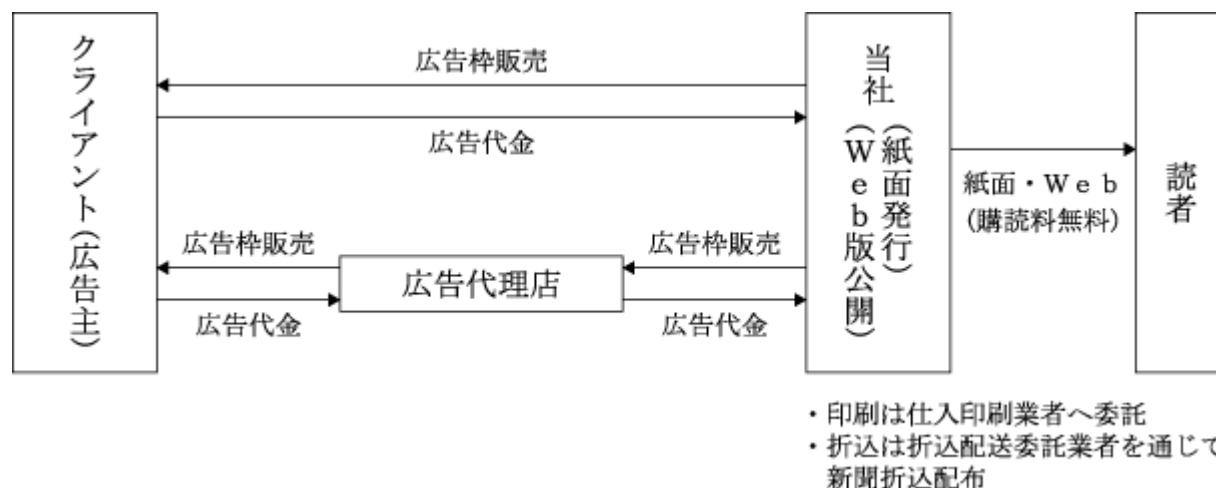 クライアント(広告主)
広告枠販売
広告代金
広告枠販売
広告代金
広告代理店
広告枠販売
広告代金
当社
(紙面発行)
(Web版公開)
紙面・Web
(購読料無料)
読者
・印刷は仕入印刷業者へ委託
・折込は折込配送委託業者を通じて
新聞折込配布